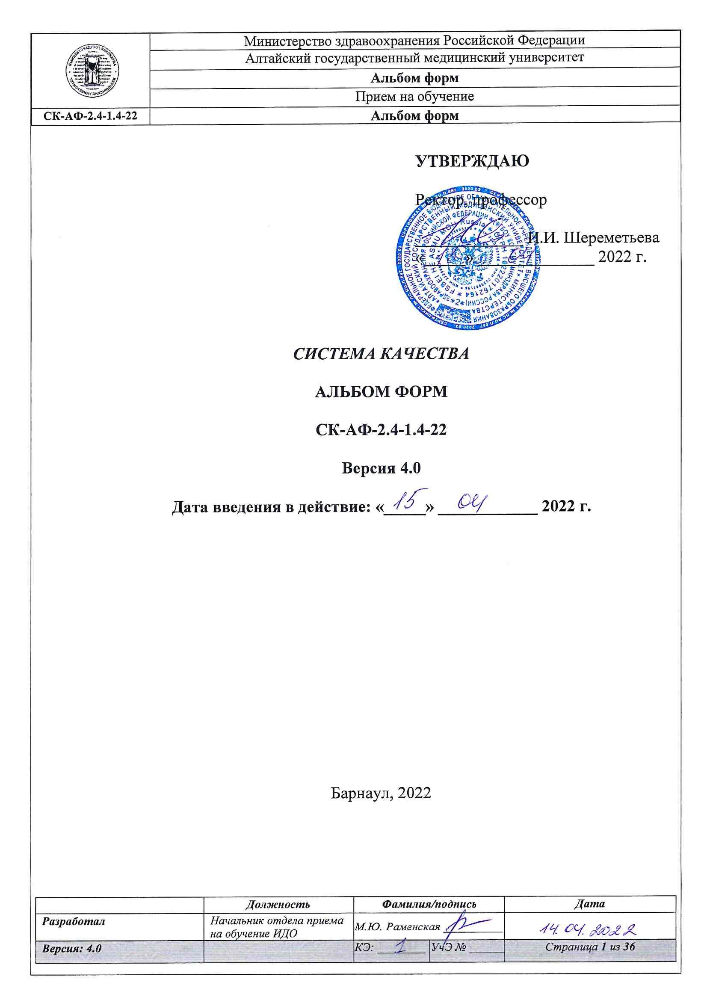 Министерство здравоохранения Российской Федерации
Алтайский государственный медицинский университет
Альбом форм
Прием на обучение
СК-АФ-2.4-1.4-22
Альбом форм
УТВЕРЖДАЮ
Ректор, профессор
И.И. Шереметьева
«____» ____________ 2022 г.
СИСТЕМА КАЧЕСТВА
АЛЬБОМ ФОРМ
СК-АФ-2.4-1.4-22
Версия 4.0
Дата введения в действие: «15» 04 2022 г.
Барнаул, 2022
Должность Фамилия/подпись Дата
Разработал Начальник отдела приема на обучение ИДО М.Ю. Раменская 14.04.2022
Версия: 4.0 КЭ: 1 УчЭ № ______ Страница 1 из 36